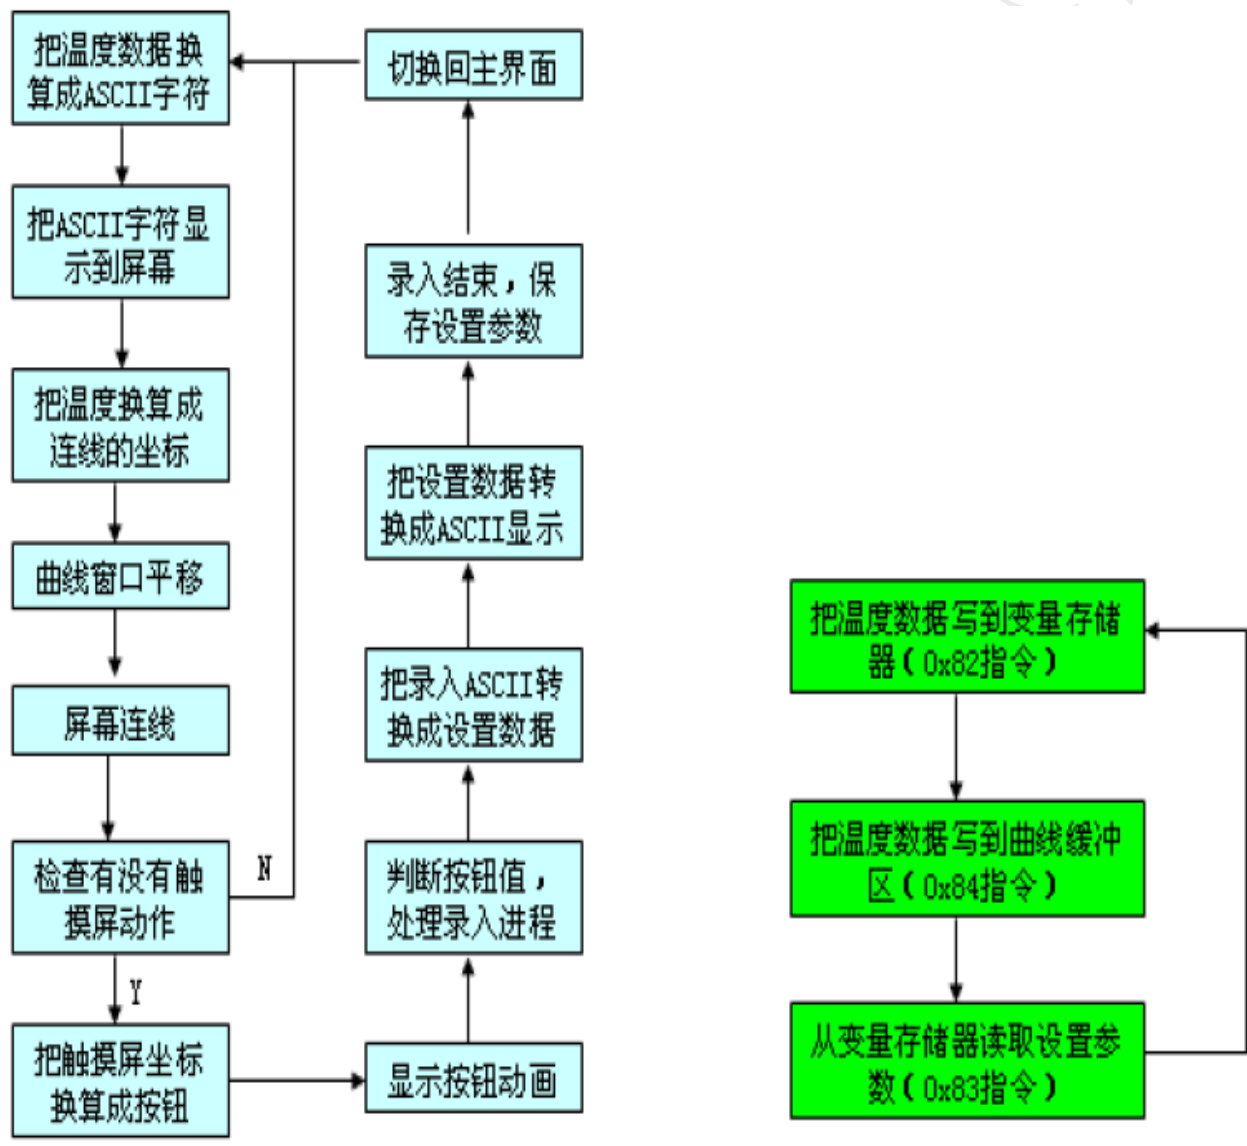 把温度数据换
算成ASCII字符
把ASCII字符显
示到屏幕
把温度换算成
连线的坐标
曲线窗口平移
屏幕连线
检查有没有触
摸屏动作
N
Y
把触摸屏坐标
换算成按钮
显示按钮动画
判断按钮值，
处理录入进程
把录入ASCII转
换成设置数据
把设置数据转
换成ASCII显示
录入结束，保
存设置参数
切换回主界面
把温度数据写到变量存储
器（0x82指令）
把温度数据写到曲线缓冲
区（0x84指令）
从变量存储器读取设置参
数（0x83指令）